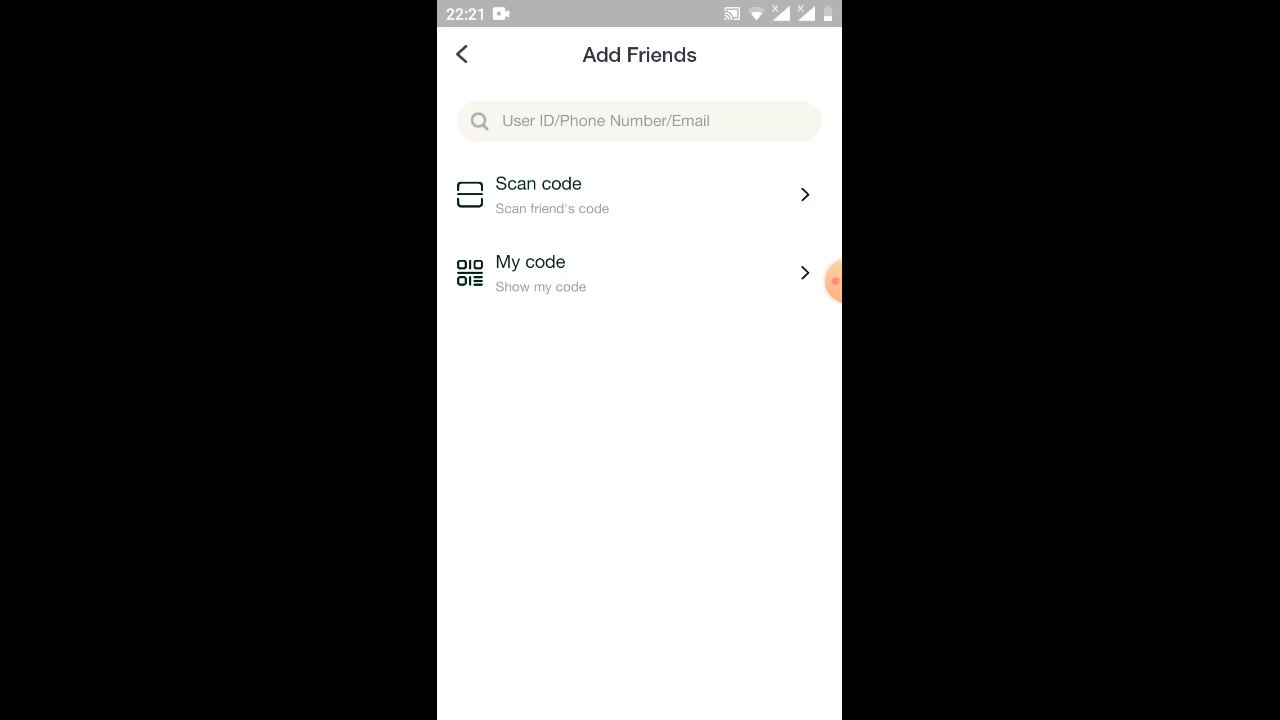 22:21
Add Friends
User ID/Phone Number/Email
Scan code
Scan friend's code
My code
Show my code